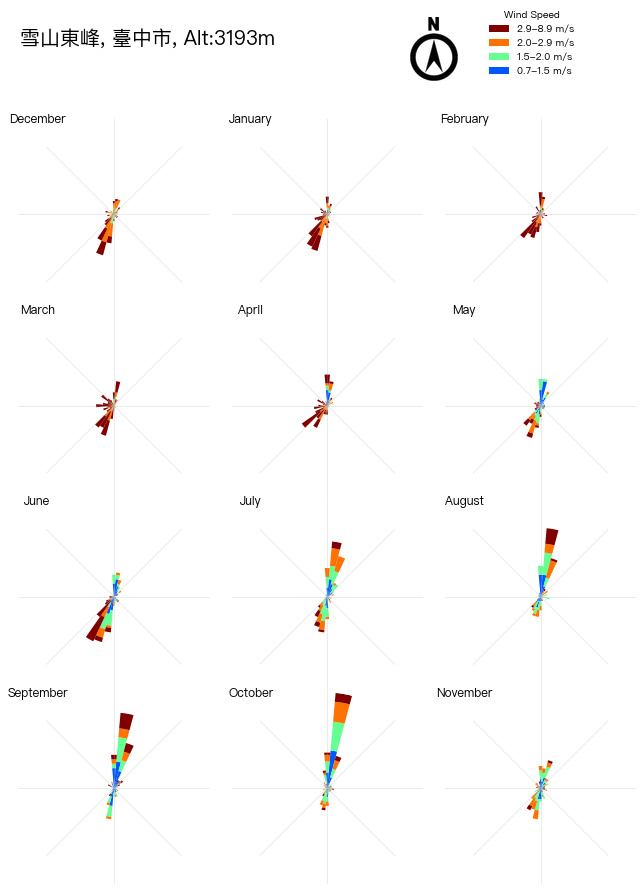 雪山東峰, 臺中市, Alt:3193m
N
Wind Speed
2.9–8.9 m/s
2.0–2.9 m/s
1.5–2.0 m/s
0.7–1.5 m/s
December
January
February
March
April
May
June
July
August
September
October
November